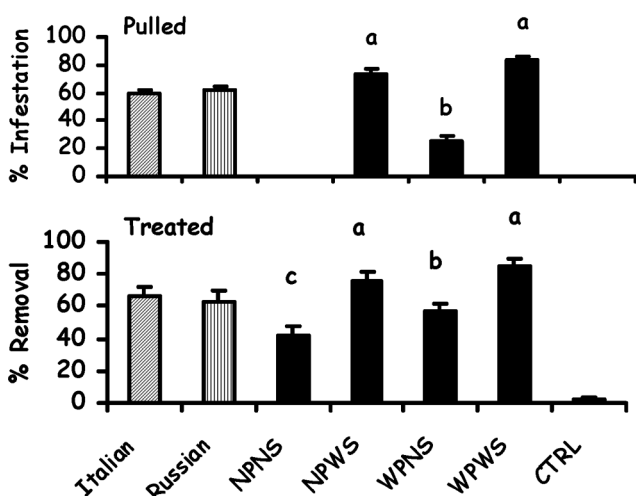 Pulled
% Infestation
100
80
60
40
20
0
a
b
a
Treated
% Removal
100
80
60
40
20
0
c
a
b
a
Italian
Russian
NPNS
NPWS
WPNS
WPWS
CTRL